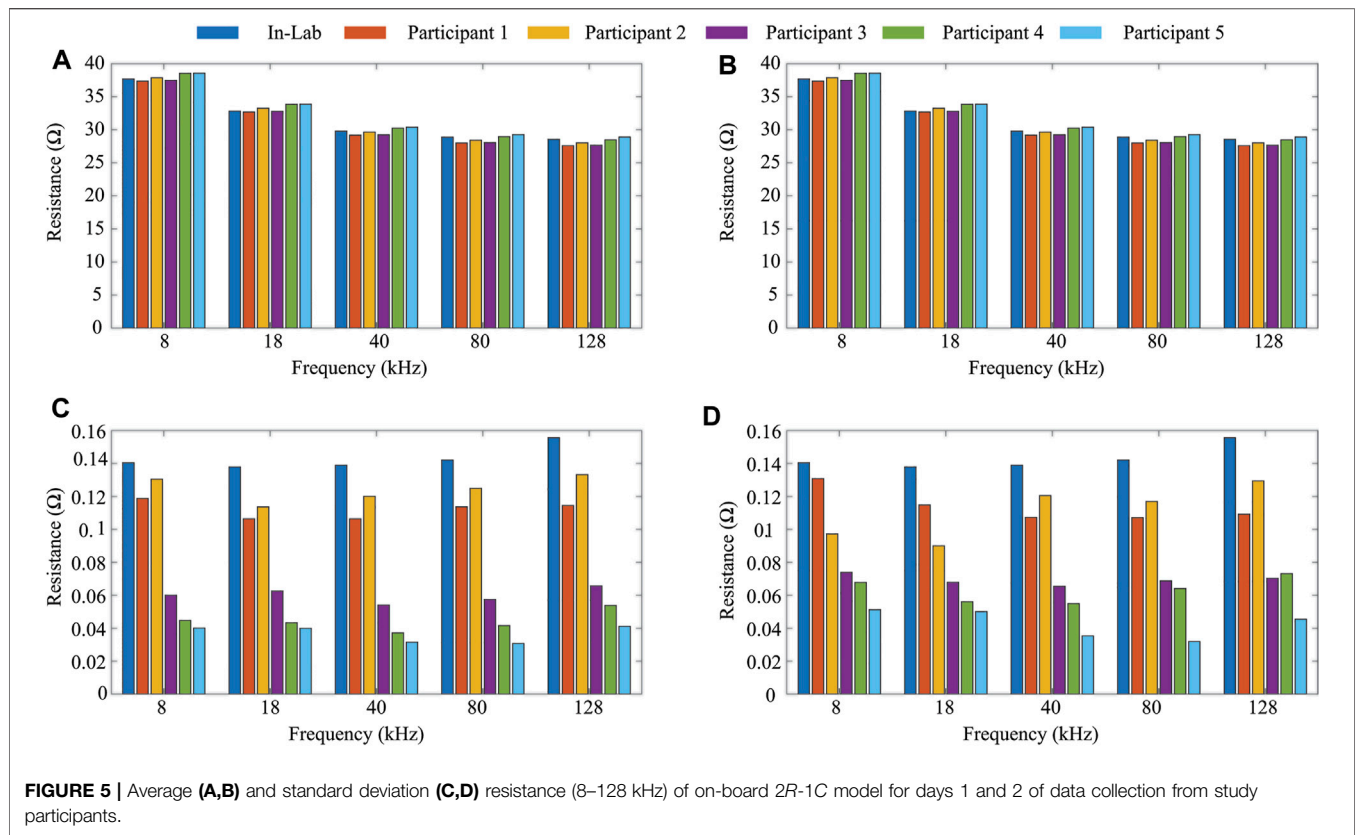 In-Lab Participant 1 Participant 2 Participant 3 Participant 4 Participant 5
A
40
35
30
25
20
15
10
5
0
Resistance (Ω)
8 18 40 80 128
Frequency (kHz)
B
40
35
30
25
20
15
10
5
0
Resistance (Ω)
8 18 40 80 128
Frequency (kHz)
C
0.16
0.14
0.12
0.1
0.08
0.06
0.04
0.02
0
Resistance (Ω)
8 18 40 80 128
Frequency (kHz)
D
0.16
0.14
0.12
0.1
0.08
0.06
0.04
0.02
0
Resistance (Ω)
8 18 40 80 128
Frequency (kHz)
FIGURE 5 | Average (A,B) and standard deviation (C,D) resistance (8–128 kHz) of on-board 2R-1C model for days 1 and 2 of data collection from study
participants.